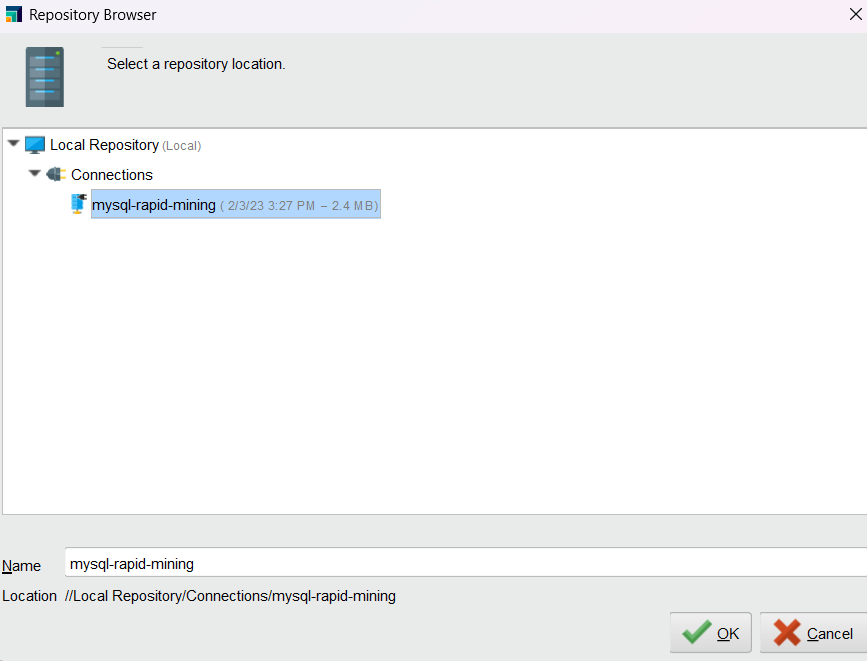 Repository Browser
Select a repository location.
Local Repository (Local)
Connections
mysql-rapid-mining ( 2/3/23 3:27 PM – 2.4 MB)
Name mysql-rapid-mining
Location //Local Repository/Connections/mysql-rapid-mining
OK Cancel